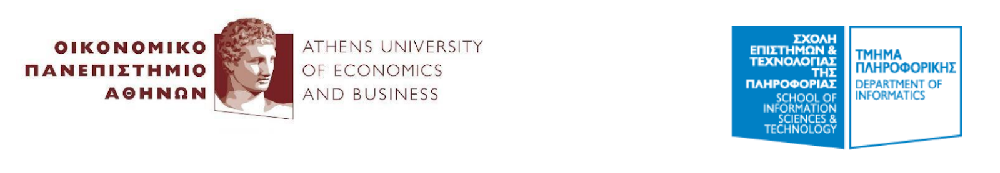 ΟΙΚΟΝΟΜΙΚΟ
ΠΑΝΕΠΙΣΤΗΜΙΟ
ΑΘΗΝΩΝ
ATHENS UNIVERSITY
OF ECONOMICS
AND BUSINESS
ΣΧΟΛΗ
ΕΠΙΣΤΗΜΩΝ &
ΤΕΧΝΟΛΟΓΙΑΣ
ΤΗΣ
ΠΛΗΡΟΦΟΡΙΑΣ
SCHOOL OF
INFORMATION
SCIENCES &
TECHNOLOGY
ΤΜΗΜΑ
ΠΛΗΡΟΦΟΡΙΚΗΣ
DEPARTMENT OF
INFORMATICS